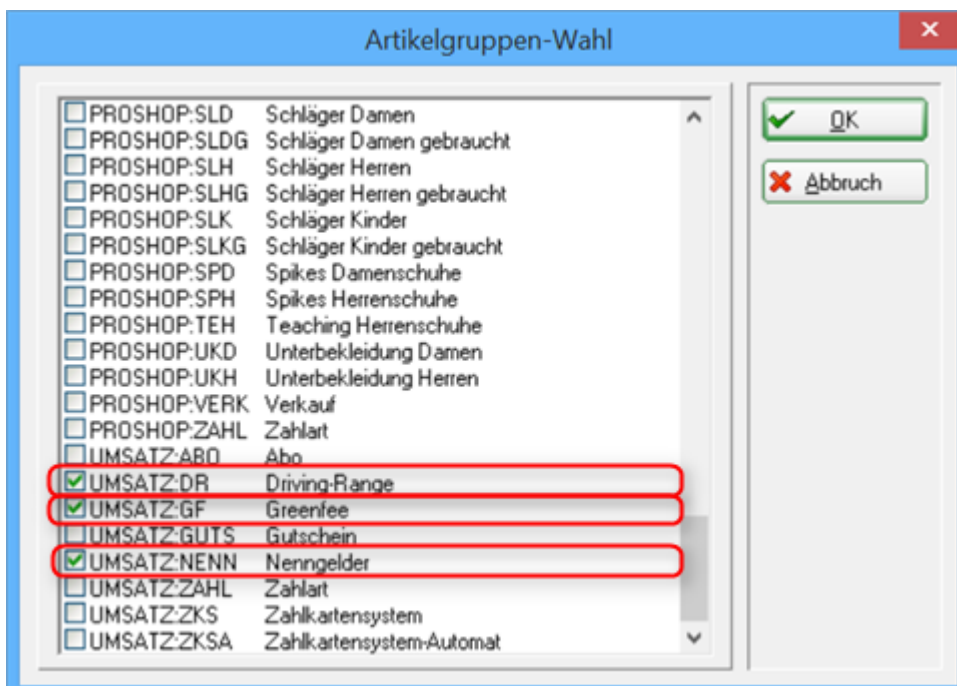 Artikelgruppen-Wahl
PROSHOP:SLD Schläger Damen
PROSHOP:SLDG Schläger Damen gebraucht
PROSHOP:SLH Schläger Herren
PROSHOP:SLHG Schläger Herren gebraucht
PROSHOP:SLK Schläger Kinder
PROSHOP:SLKG Schläger Kinder gebraucht
PROSHOP:SPD Spikes Damenschuhe
PROSHOP:SPH Spikes Herrenschuhe
PROSHOP:TEH Teaching Herrenschuhe
PROSHOP:UKD Unterbekleidung Damen
PROSHOP:UKH Unterbekleidung Herren
PROSHOP:VERK Verkauf
PROSHOP:ZAHL Zahlart
UMSATZ:ABO Abo
UMSATZ:DR Driving-Range
UMSATZ:GF Greenfee
UMSATZ:GUTS Gutschein
UMSATZ:NENN Nenngelder
UMSATZ:ZAHL Zahlart
UMSATZ:ZKS Zahlkartensystem
UMSATZ:ZKSA Zahlkartensystem-Automat
OK
Abbruch